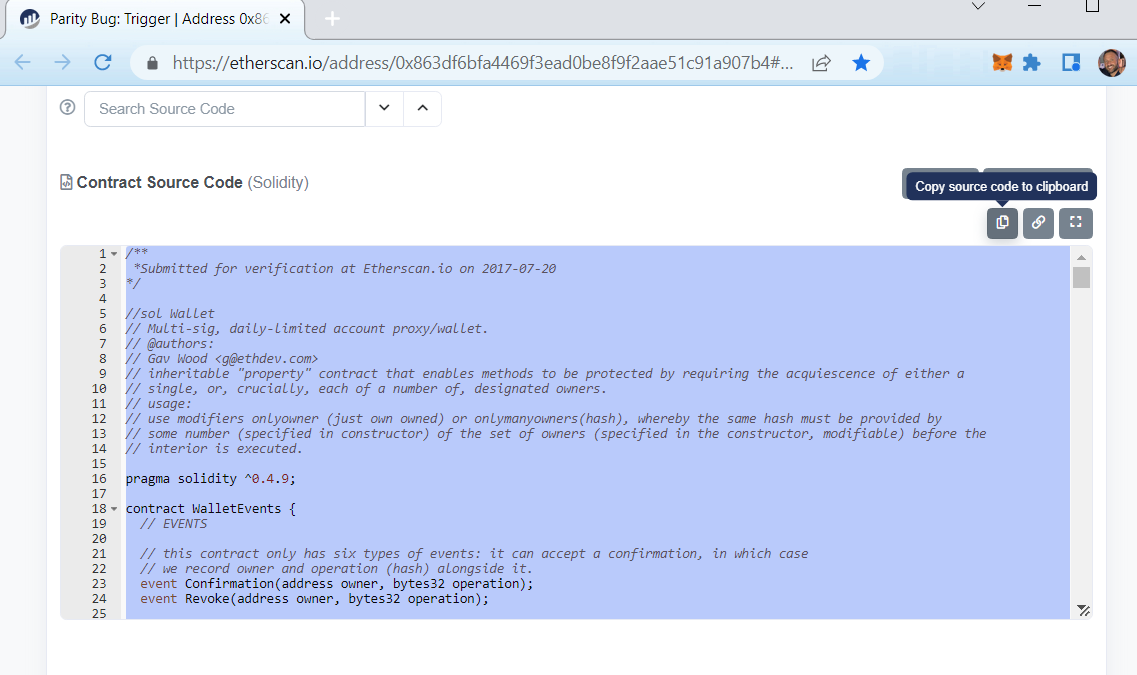 Parity Bug: Trigger | Address 0x86
https://etherscan.io/address/0x863df6bfa4469f3ead0be8f9f2aae51c91a907b4#...
Search Source Code
Contract Source Code (Solidity)
Copy source code to clipboard
1 /**
2 *Submitted for verification at Etherscan.io on 2017-07-20
3 */
4
5 //sol Wallet
6 // Multi-sig, daily-limited account proxy/wallet.
7 // @authors:
8 // Gav Wood <g@ethdev.com>
9 // inheritable "property" contract that enables methods to be protected by requiring the acquiescence of either a
10 // single, or, crucially, each of a number of, designated owners.
11 // usage:
12 // use modifiers onlyowner (just own owned) or onlymanyowners(hash), whereby the same hash must be provided by
13 // some number (specified in constructor) of the set of owners (specified in the constructor, modifiable) before the
14 // interior is executed.
15
16 pragma solidity ^0.4.9;
17
18 contract WalletEvents {
19 // EVENTS
20
21 // this contract only has six types of events: it can accept a confirmation, in which case
22 // we record owner and operation (hash) alongside it.
23 event Confirmation(address owner, bytes32 operation);
24 event Revoke(address owner, bytes32 operation);
25